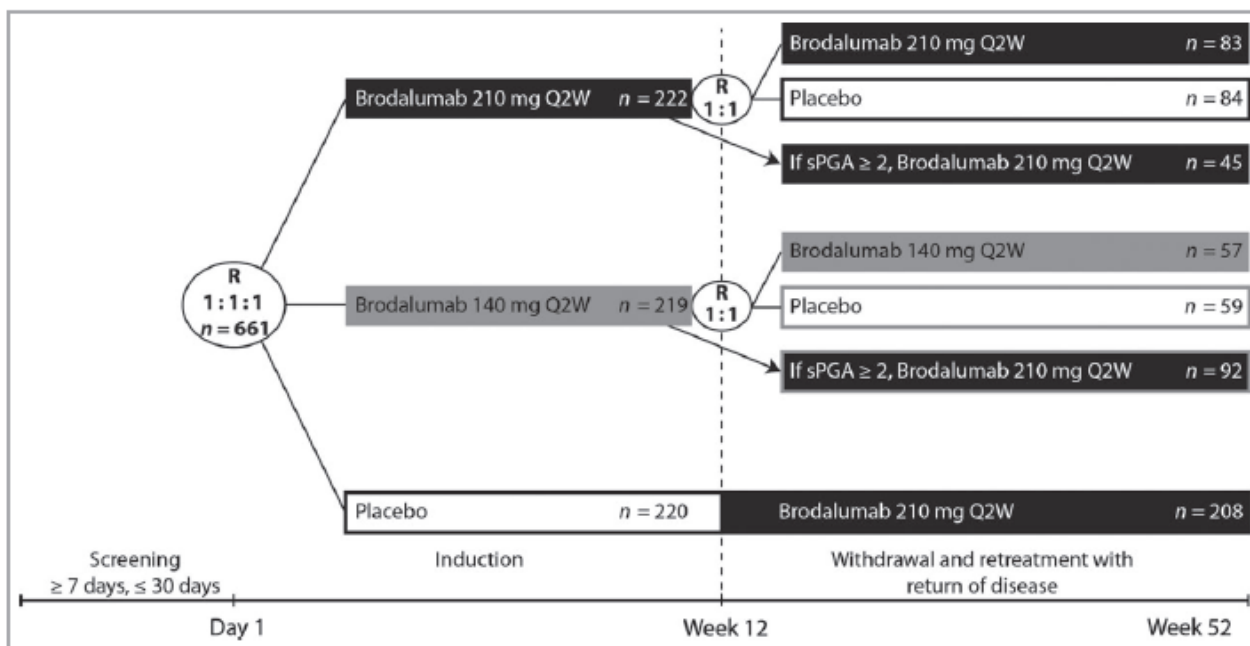 Brodalumab 210 mg Q2W n = 83
Placebo n = 84
If sPGA ≥ 2, Brodalumab 210 mg Q2W n = 45
Brodalumab 210 mg Q2W n = 222
R
1 : 1
Brodalumab 140 mg Q2W n = 57
Placebo n = 59
If sPGA ≥ 2, Brodalumab 210 mg Q2W n = 92
R
1 : 1 : 1
n = 661
Brodalumab 140 mg Q2W n = 219
R
1 : 1
Placebo n = 220
Brodalumab 210 mg Q2W n = 208
Screening
≥ 7 days, ≤ 30 days
Induction
Withdrawal and retreatment with
return of disease
Day 1
Week 12
Week 52